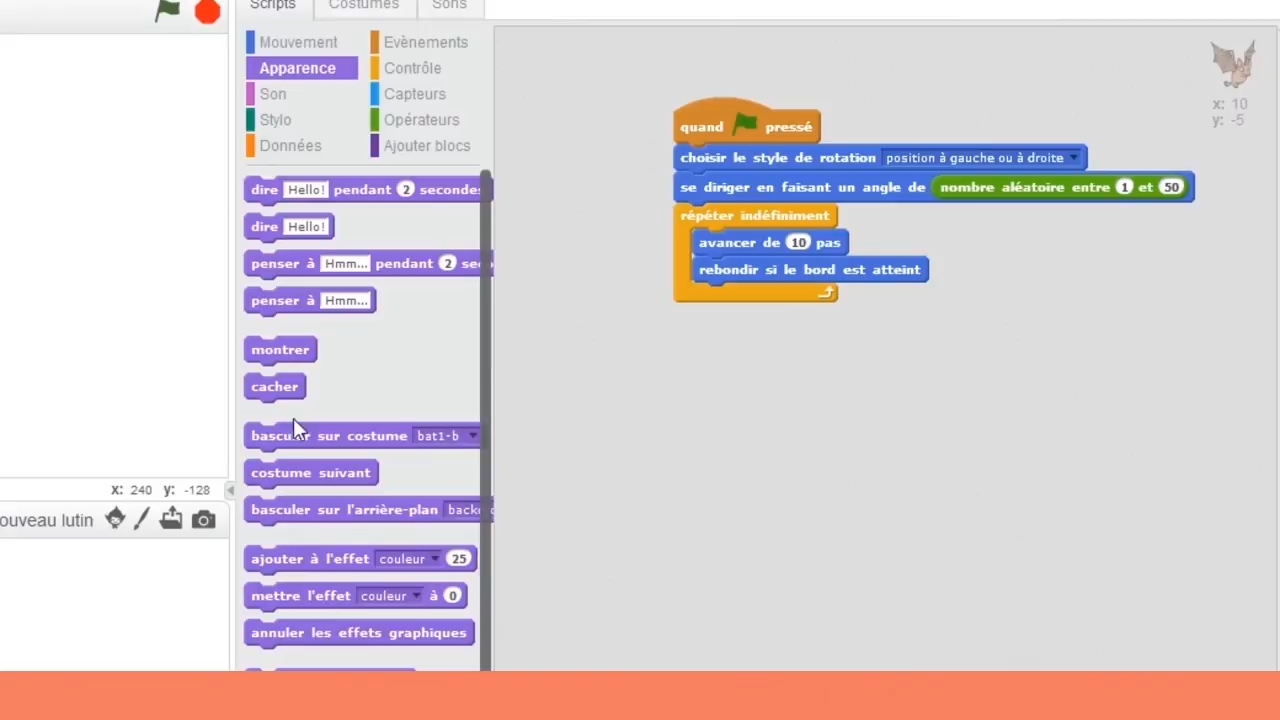 Scripts
Costumes
Sons
Mouvement
Evènements
Apparence
Contrôle
Son
Capteurs
Stylo
Opérateurs
Données
Ajouter blocs
dire Hello! pendant 2 secondes
dire Hello!
penser à Hmm... pendant 2
penser à Hmm...
montrer
cacher
basculer sur costume bat1-b
costume suivant
basculer sur l'arrière-plan
ajouter à l'effet couleur 25
mettre l'effet couleur à 0
annuler les effets graphiques
quand pressé
choisir le style de rotation position à gauche ou à droite
se diriger en faisant un angle de nombre aléatoire entre 1 et 50
répéter indéfiniment
avancer de 10 pas
rebondir si le bord est atteint
x: 10
y: -5
x: 240 y: -128
ouveau lutin